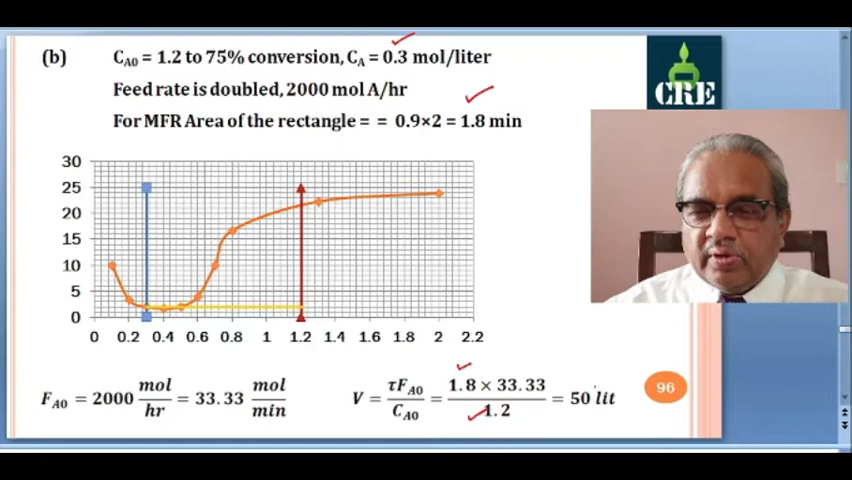 (b) C_A0 = 1.2 to 75% conversion, C_A = 0.3 mol/liter
Feed rate is doubled, 2000 mol A/hr
For MFR Area of the rectangle = = 0.9×2 = 1.8 min
CRE
30
25
20
15
10
5
0
0 0.2 0.4 0.6 0.8 1 1.2 1.4 1.6 1.8 2 2.2
F_A0 = 2000 mol/hr = 33.33 mol/min
V = τF_A0/C_A0 = 1.8 × 33.33/1.2 = 50 lit
96